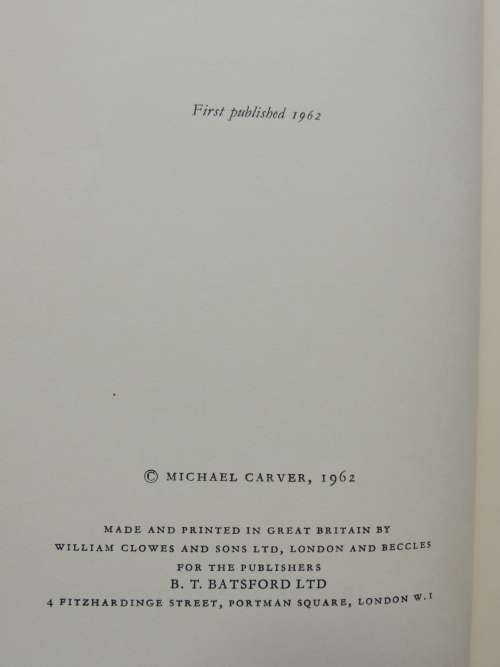 First published 1962
© MICHAEL CARVER, 1962
MADE AND PRINTED IN GREAT BRITAIN BY
WILLIAM CLOWES AND SONS LTD, LONDON AND BECCLES
FOR THE PUBLISHERS
B. T. BATSFORD LTD
4 FITZHARDINGE STREET, PORTMAN SQUARE, LONDON W.1